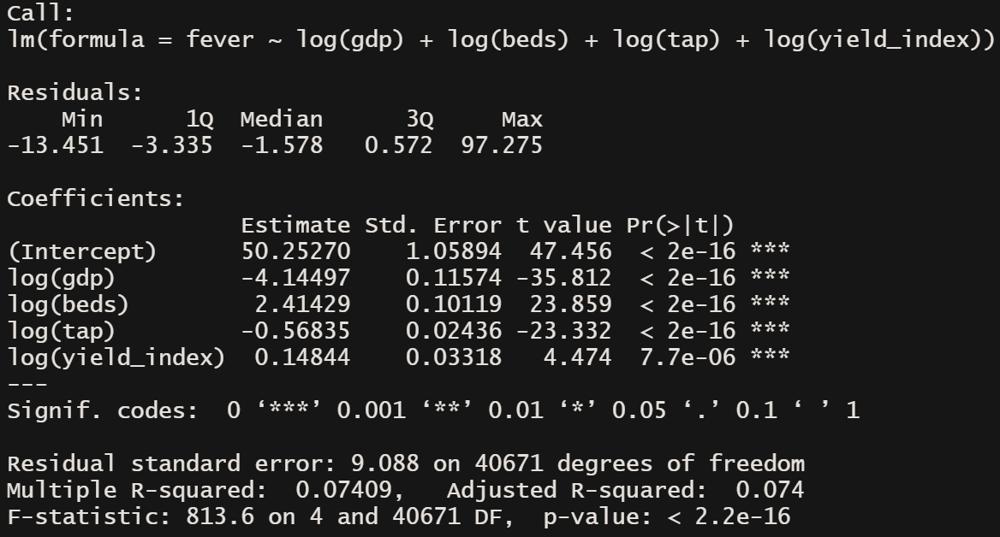 Call:
lm(formula = fever ~ log(gdp) + log(beds) + log(tap) + log(yield_index))
Residuals:
Min 1Q Median 3Q Max
-13.451 -3.335 -1.578 0.572 97.275
Coefficients:
Estimate Std. Error t value Pr(>|t|)
(Intercept) 50.25270 1.05894 47.456 < 2e-16 ***
log(gdp) -4.14497 0.11574 -35.812 < 2e-16 ***
log(beds) 2.41429 0.10119 23.859 < 2e-16 ***
log(tap) -0.56835 0.02436 -23.332 < 2e-16 ***
log(yield_index) 0.14844 0.03318 4.474 7.7e-06 ***
---
Signif. codes: 0 ‘***’ 0.001 ‘**’ 0.01 ‘*’ 0.05 ‘.’ 0.1 ‘ ’ 1
Residual standard error: 9.088 on 40671 degrees of freedom
Multiple R-squared: 0.07409, Adjusted R-squared: 0.074
F-statistic: 813.6 on 4 and 40671 DF, p-value: < 2.2e-16